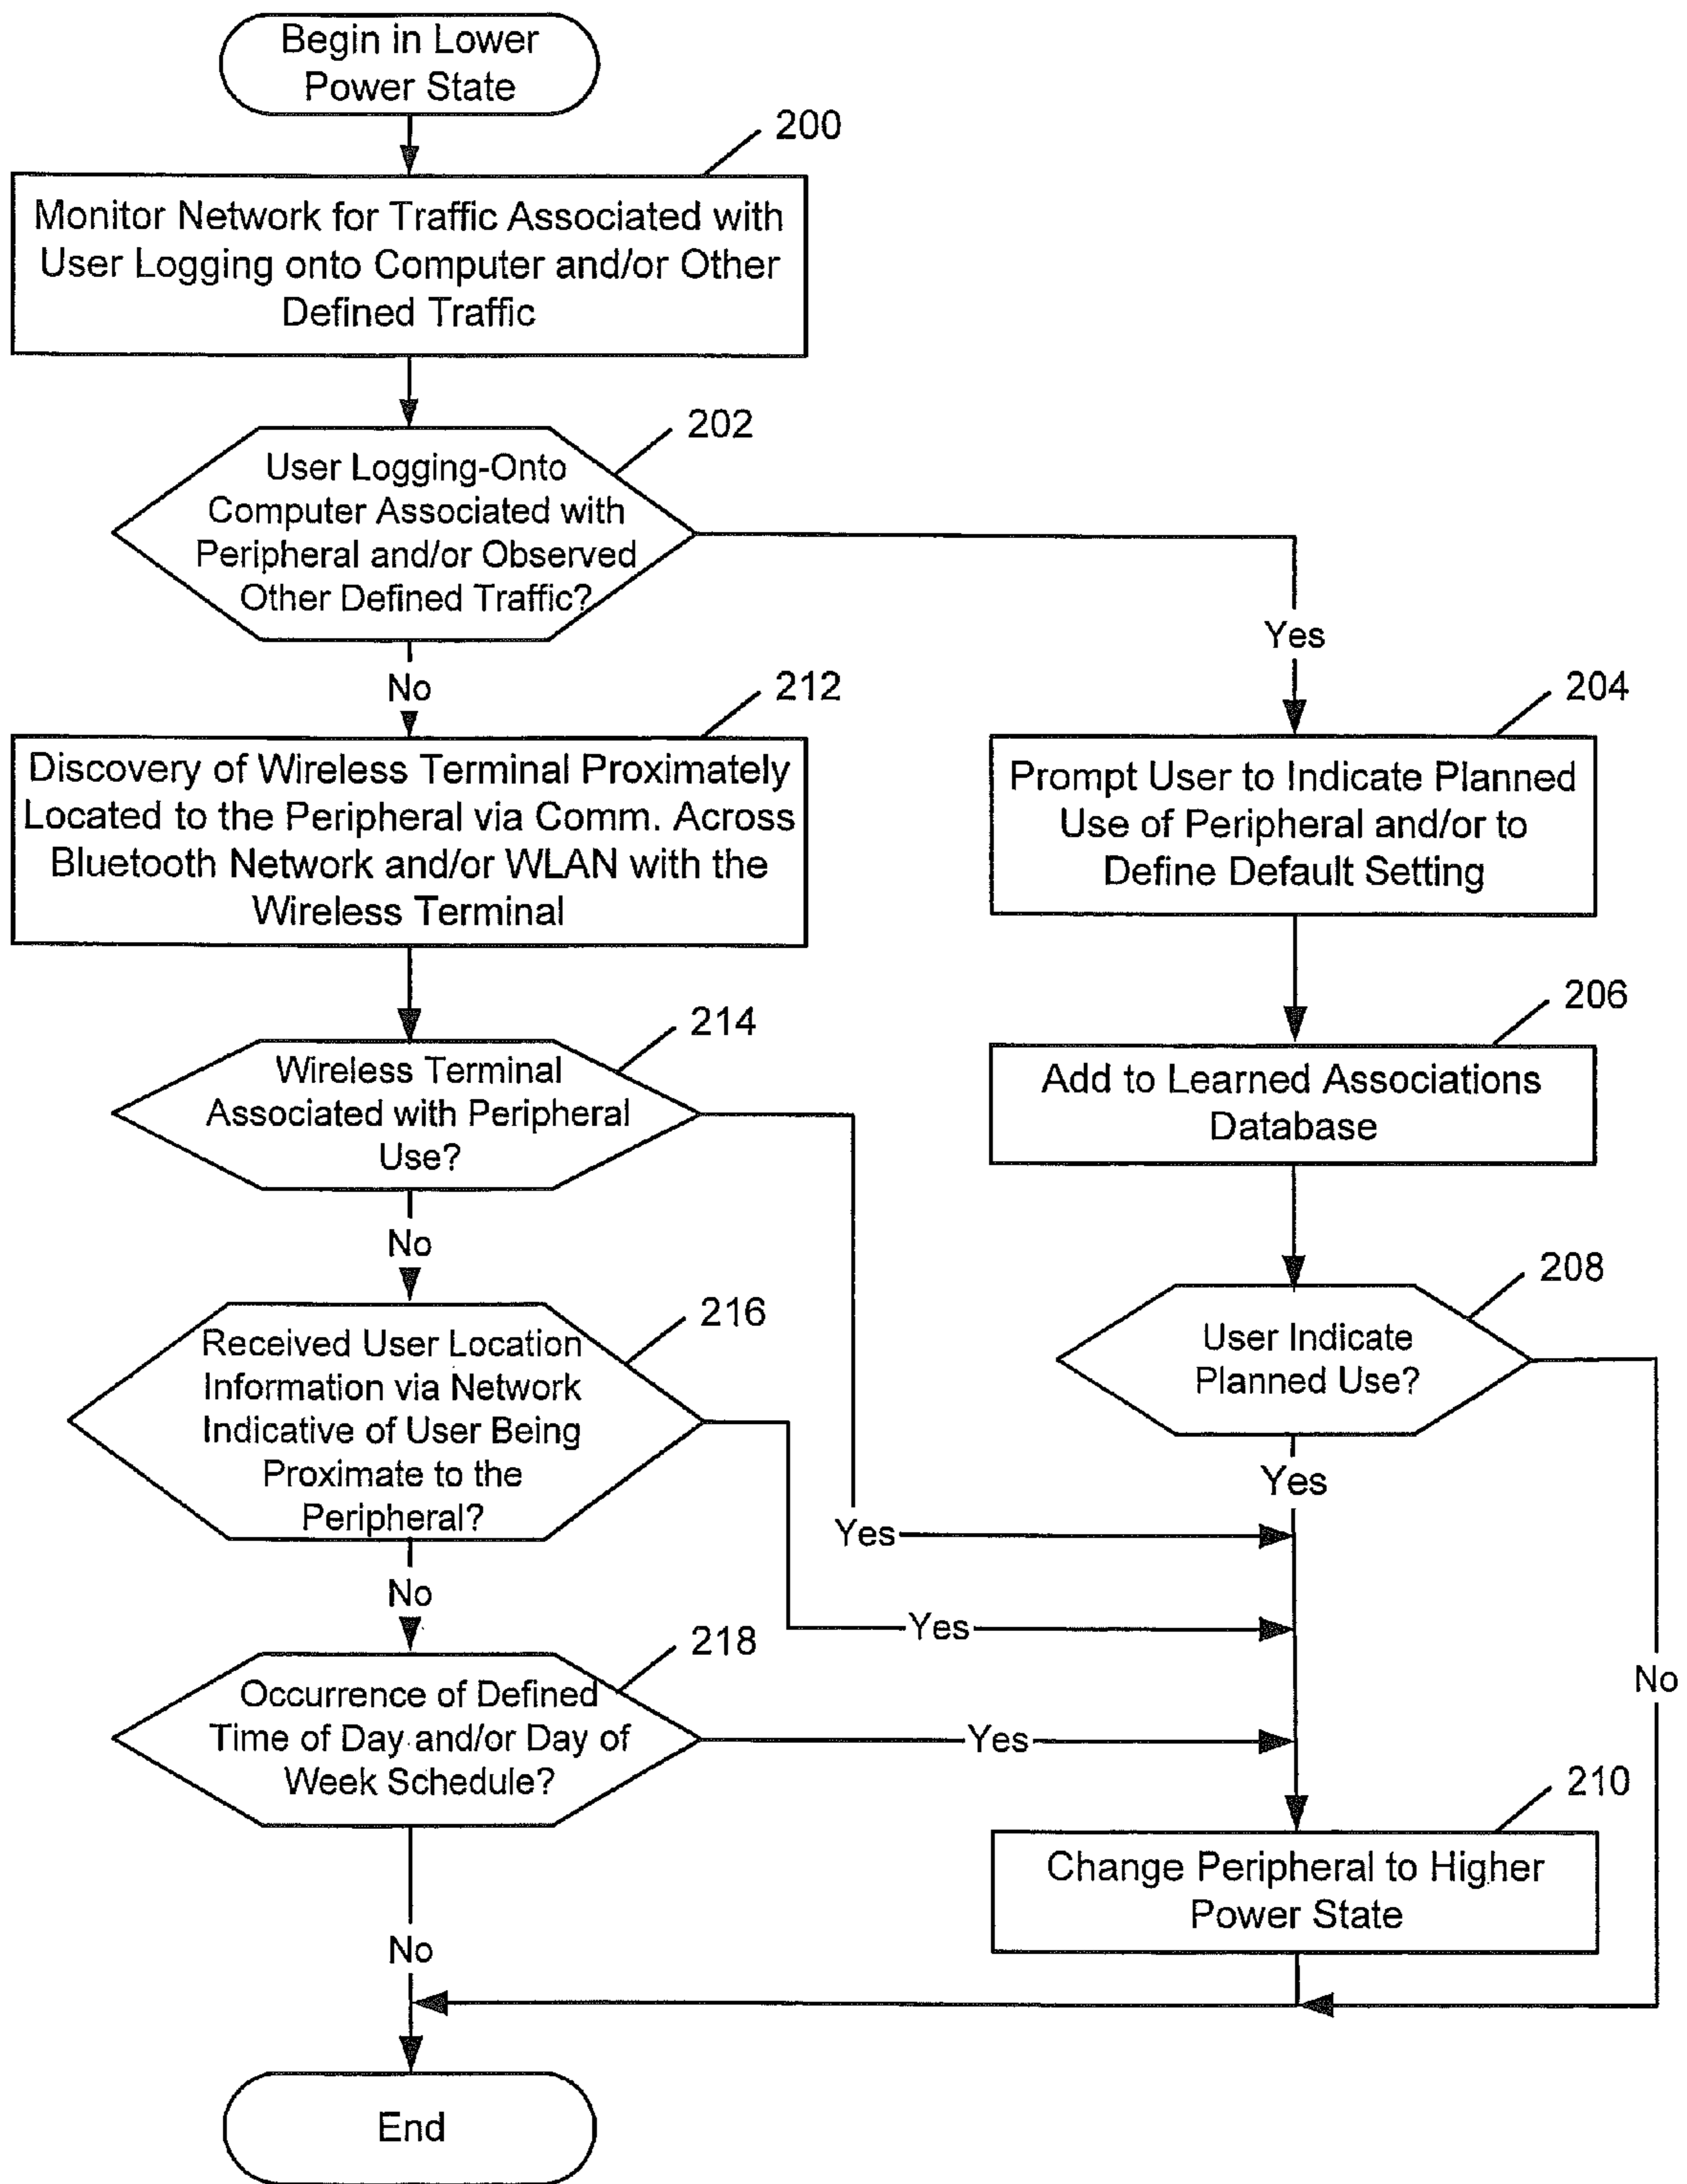 Begin in Lower
Power State
200
Monitor Network for Traffic Associated with
User Logging onto Computer and/or Other
Defined Traffic
202
User Logging-Onto
Computer Associated with
Peripheral and/or Observed
Other Defined Traffic?
Yes
No
212
Discovery of Wireless Terminal Proximately
Located to the Peripheral via Comm. Across
Bluetooth Network and/or WLAN with the
Wireless Terminal
204
Prompt User to Indicate Planned
Use of Peripheral and/or to
Define Default Setting
206
Add to Learned Associations
Database
214
Wireless Terminal
Associated with Peripheral
Use?
No
208
User Indicate
Planned Use?
Yes
216
Received User Location
Information via Network
Indicative of User Being
Proximate to the
Peripheral?
Yes
No
Yes
No
218
Occurrence of Defined
Time of Day and/or Day of
Week Schedule?
Yes
210
Change Peripheral to Higher
Power State
No
End